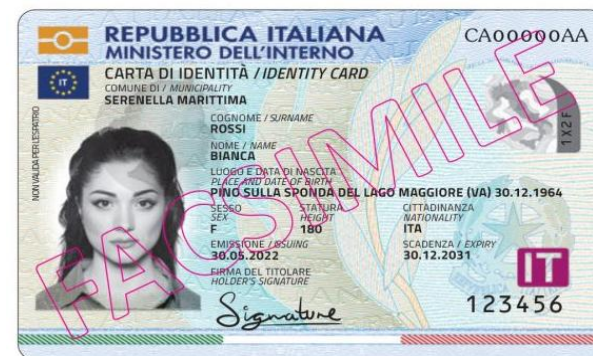 REPUBBLICA ITALIANA
MINISTERO DELL'INTERNO
CA00000AA
IT
CARTA DI IDENTITÀ / IDENTITY CARD
COMUNE DI / MUNICIPALITY
SERENELLA MARITTIMA
NON VALIDA PER L'ESPATRIO
COGNOME / SURNAME
ROSSI
NOME / NAME
BIANCA
LUOGO E DATA DI NASCITA
PLACE AND DATE OF BIRTH
PINO SULLA SPONDA DEL LAGO MAGGIORE (VA) 30.12.1964
SESSO STATURA CITTADINANZA
SEX HEIGHT NATIONALITY
F 180 ITA
EMISSIONE / ISSUING SCADENZA / EXPIRY
30.05.2022 30.12.2031
FIRMA DEL TITOLARE
HOLDER'S SIGNATURE
Signature
1X2F
IT
123456
FACSIMILE